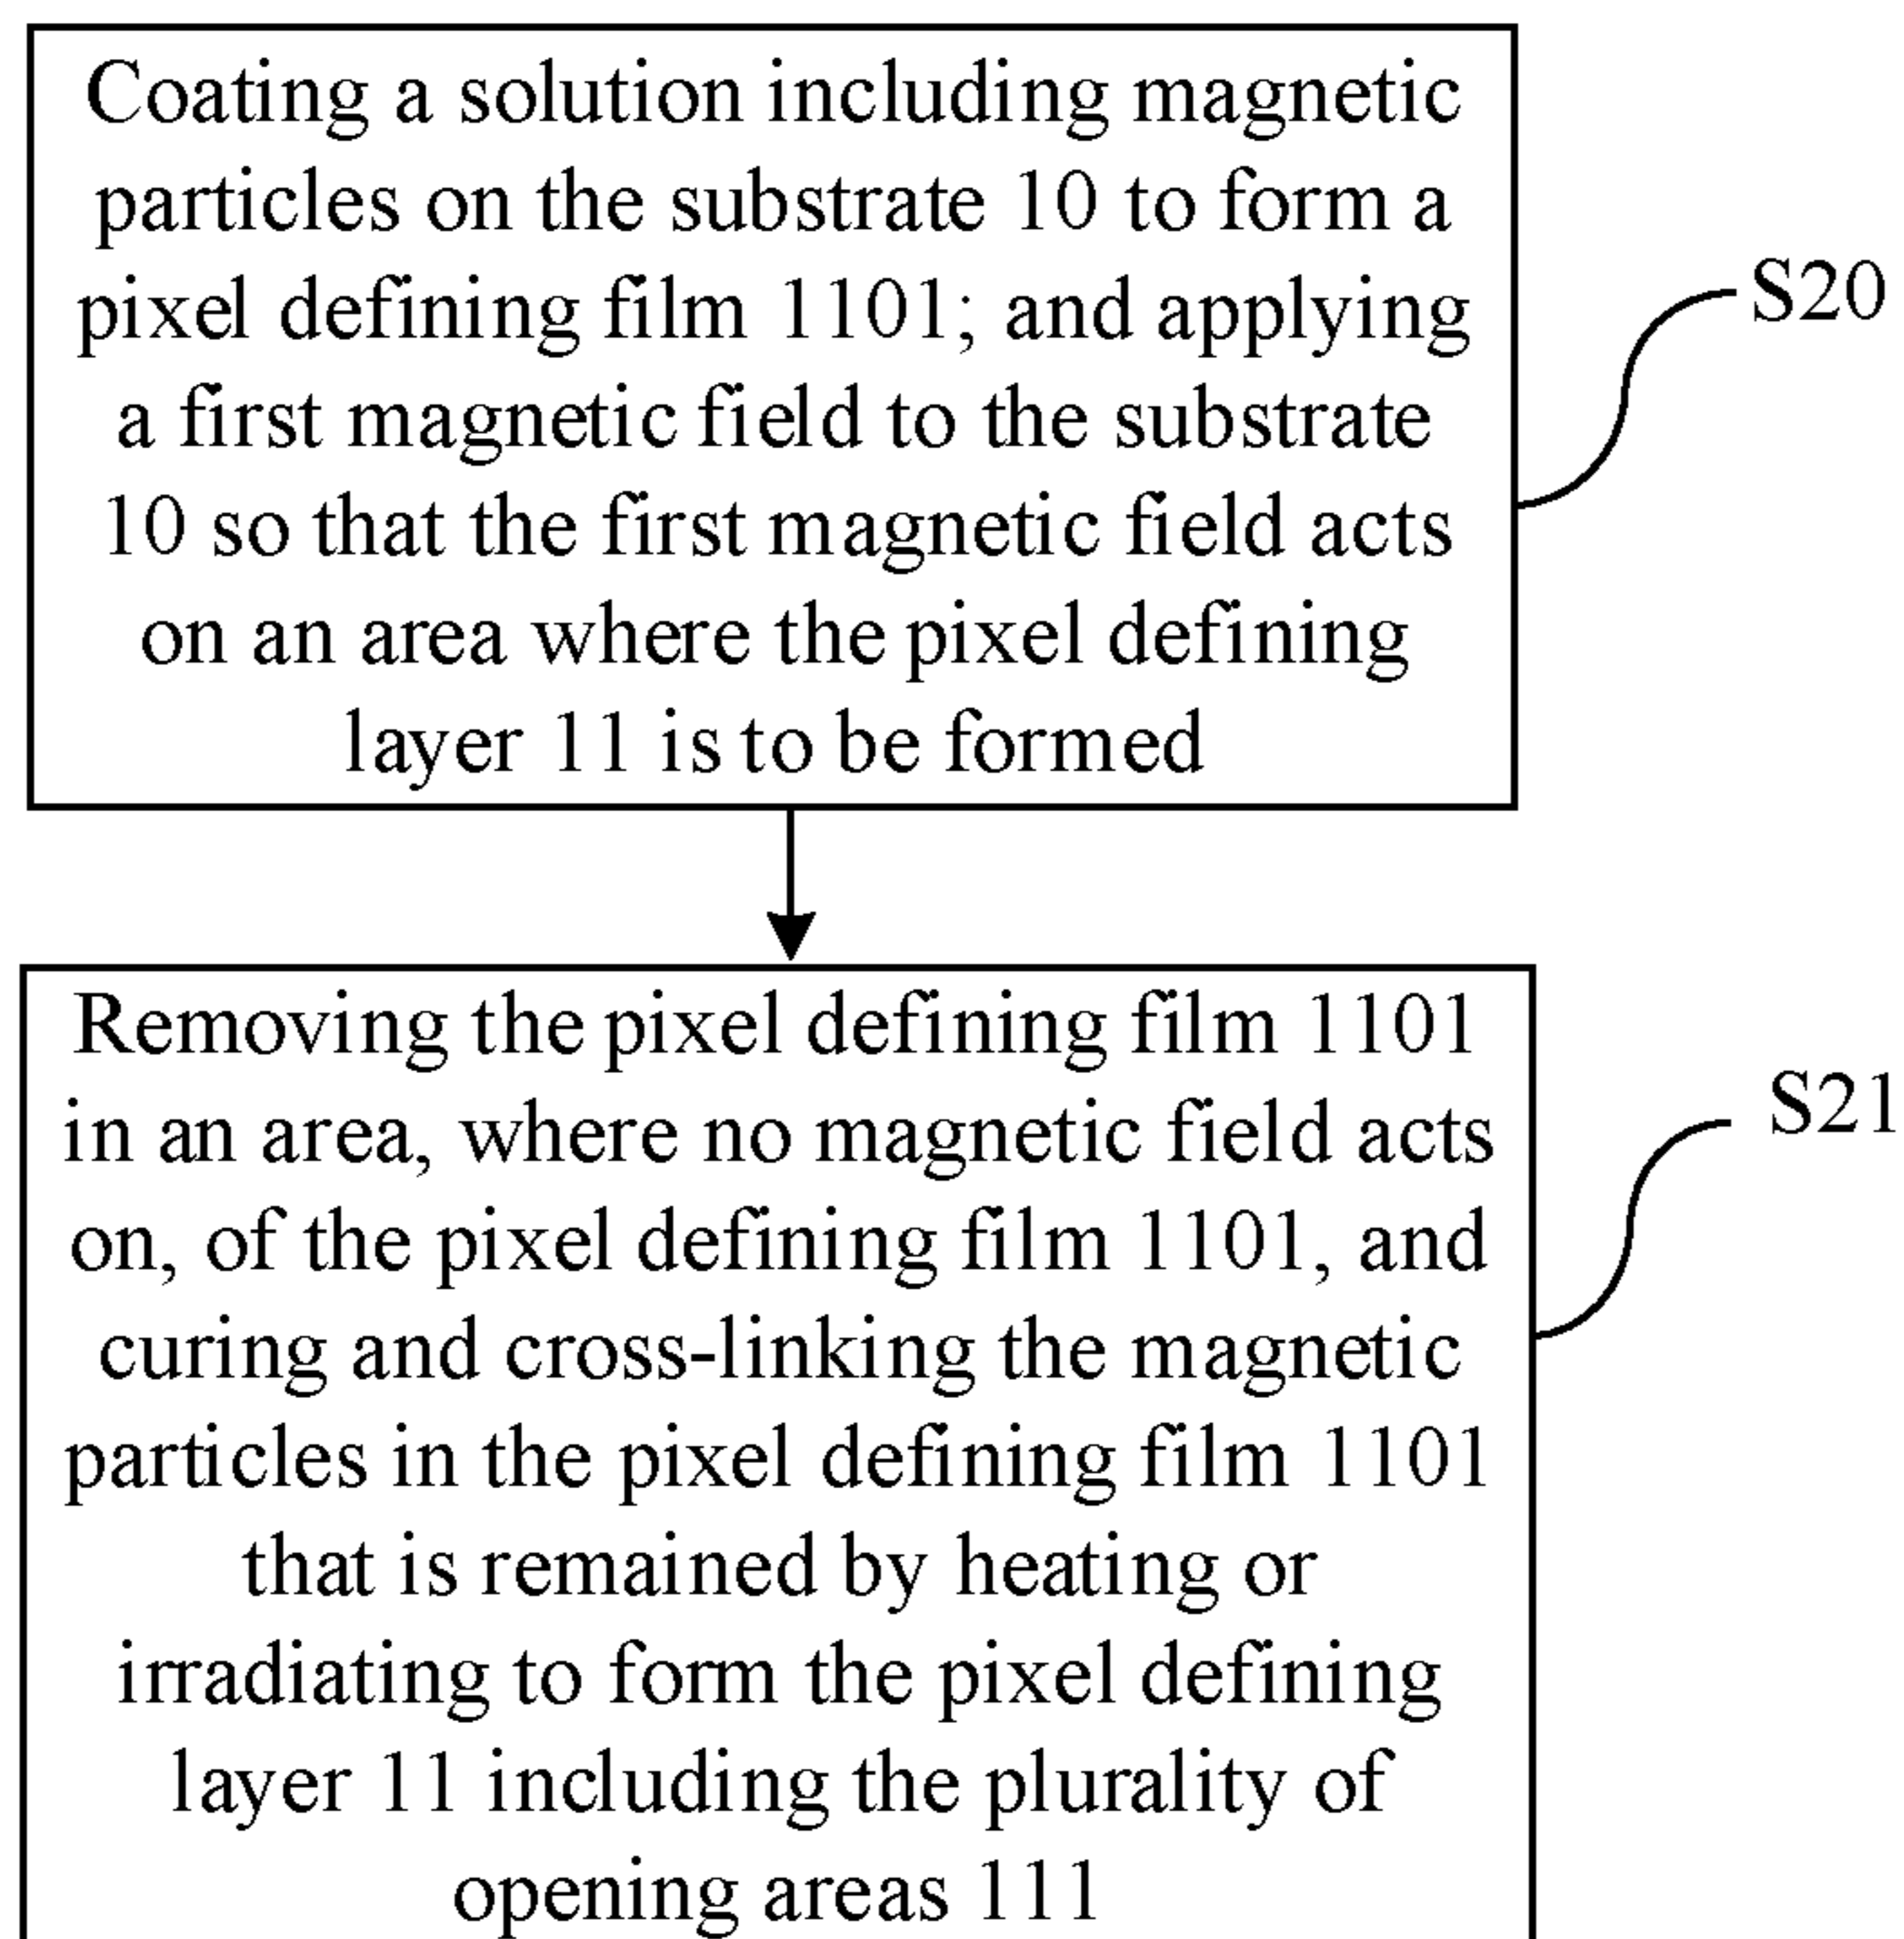 Coating a solution including magnetic
particles on the substrate 10 to form a
pixel defining film 1101; and applying
a first magnetic field to the substrate
10 so that the first magnetic field acts
on an area where the pixel defining
layer 11 is to be formed
S20
Removing the pixel defining film 1101
in an area, where no magnetic field acts
on, of the pixel defining film 1101, and
curing and cross-linking the magnetic
particles in the pixel defining film 1101
that is remained by heating or
irradiating to form the pixel defining
layer 11 including the plurality of
opening areas 111
S21